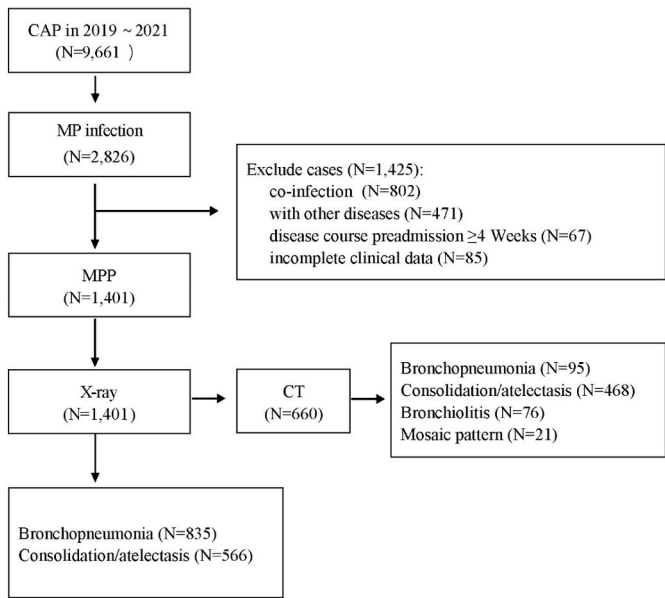 CAP in 2019 ~ 2021
(N=9,661 )
MP infection
(N=2,826)
Exclude cases (N=1,425):
co-infection (N=802)
with other diseases (N=471)
disease course preadmission ≥4 Weeks (N=67)
incomplete clinical data (N=85)
MPP
(N=1,401)
X-ray
(N=1,401)
CT
(N=660)
Bronchopneumonia (N=95)
Consolidation/atelectasis (N=468)
Bronchiolitis (N=76)
Mosaic pattern (N=21)
Bronchopneumonia (N=835)
Consolidation/atelectasis (N=566)